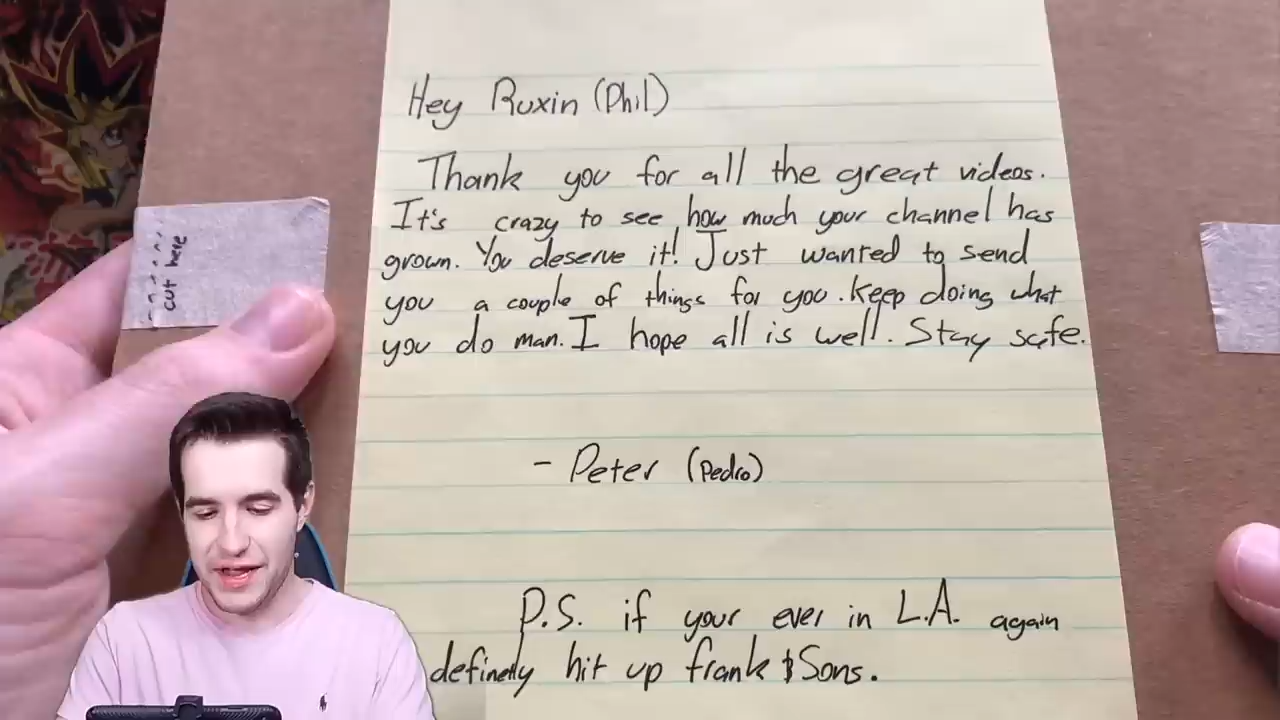 Hey Ruxin (Phil)
Thank you for all the great videos.
It's crazy to see how much your channel has
grown. You deserve it! Just wanted to send
you a couple of things for you. Keep doing what
you do man. I hope all is well. Stay safe.
- Peter (Pedro)
P.S. if your ever in L.A. again
definetly hit up frank & Sons.
cut here